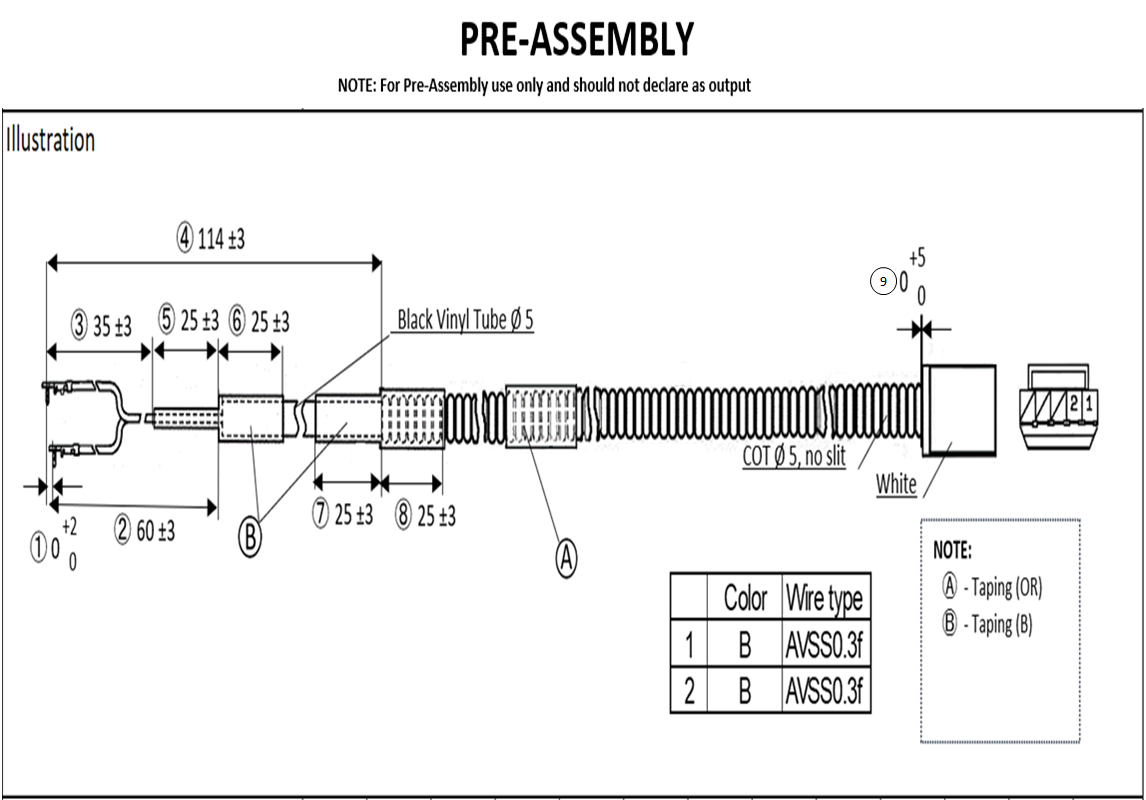 PRE-ASSEMBLY
NOTE: For Pre-Assembly use only and should not declare as output
Illustration
④ 114 ±3
③ 35 ±3
⑤ 25 ±3
⑥ 25 ±3
Black Vinyl Tube Ø 5
⑨ 0 +5 0
2 1
COT Ø 5, no slit
White
① 0 +2 0
② 60 ±3
Ⓑ
⑦ 25 ±3
⑧ 25 ±3
Ⓐ
Color Wire type
1 B AVSS0.3f
2 B AVSS0.3f
NOTE:
Ⓐ - Taping (OR)
Ⓑ - Taping (B)